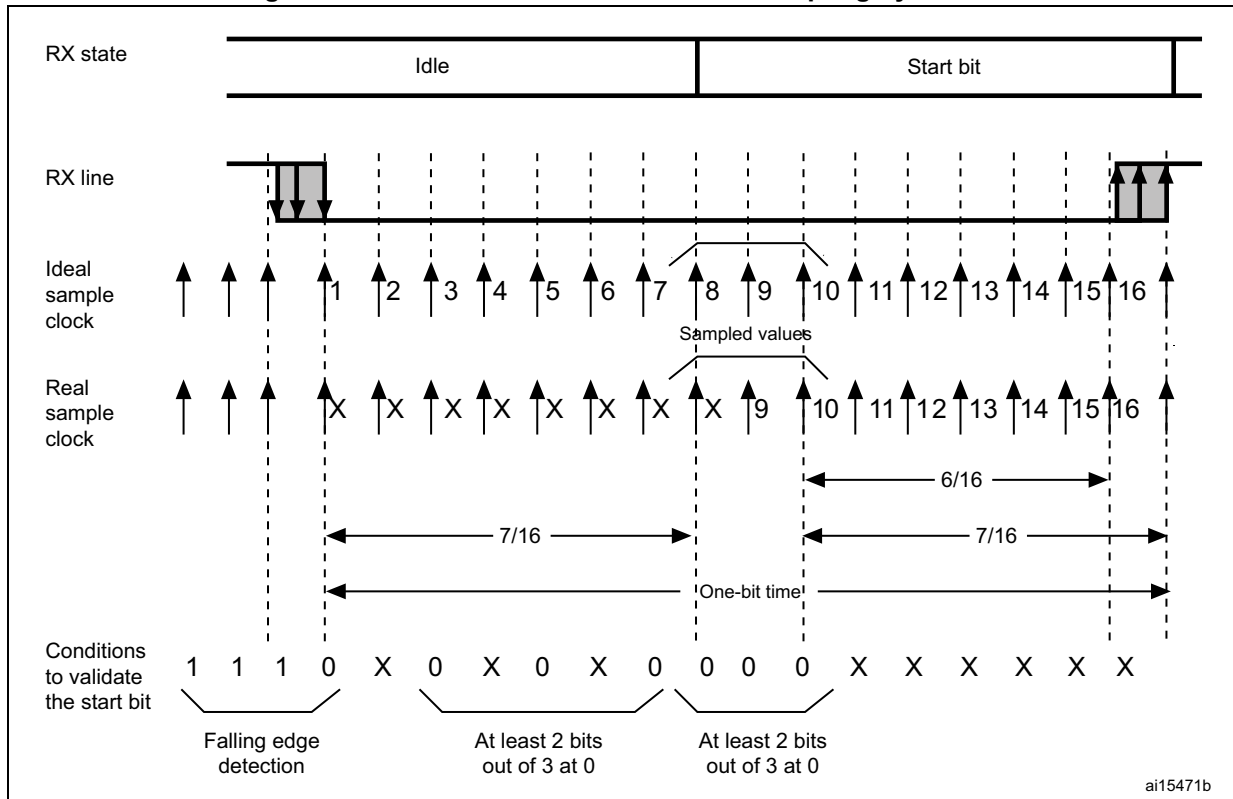 RX state
Idle
Start bit
RX line
Ideal
sample
clock
1 2 3 4 5 6 7 8 9 10 11 12 13 14 15 16
Sampled values
Real
sample
clock
X X X X X X X X 9 10 11 12 13 14 15 16
6/16
7/16
7/16
One-bit time
Conditions
to validate
the start bit
1 1 1 0 X 0 X 0 X 0 0 0 0 X X X X X X
Falling edge
detection
At least 2 bits
out of 3 at 0
At least 2 bits
out of 3 at 0
ai15471b